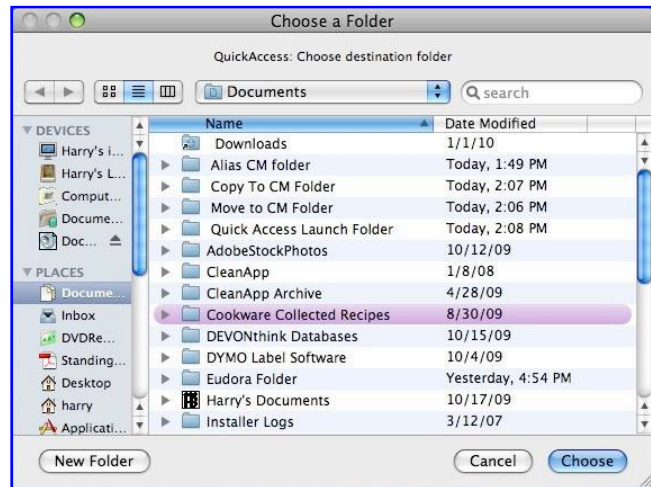 Choose a Folder
QuickAccess: Choose destination folder
Documents
search
DEVICES
Harry's i...
Harry's L...
Comput...
Docume...
Doc...
PLACES
Docume...
Inbox
DVDRe...
Standing...
Desktop
harry
Applicati...
Name Date Modified
Downloads 1/1/10
Alias CM folder Today, 1:49 PM
Copy To CM Folder Today, 2:07 PM
Move to CM Folder Today, 2:06 PM
Quick Access Launch Folder Today, 2:08 PM
AdobeStockPhotos 10/12/09
CleanApp 1/8/08
CleanApp Archive 4/28/09
Cookware Collected Recipes 8/30/09
DEVONthink Databases 10/15/09
DYMO Label Software 10/4/09
Eudora Folder Yesterday, 4:54 PM
Harry's Documents 10/17/09
Installer Logs 3/12/07
New Folder Cancel Choose